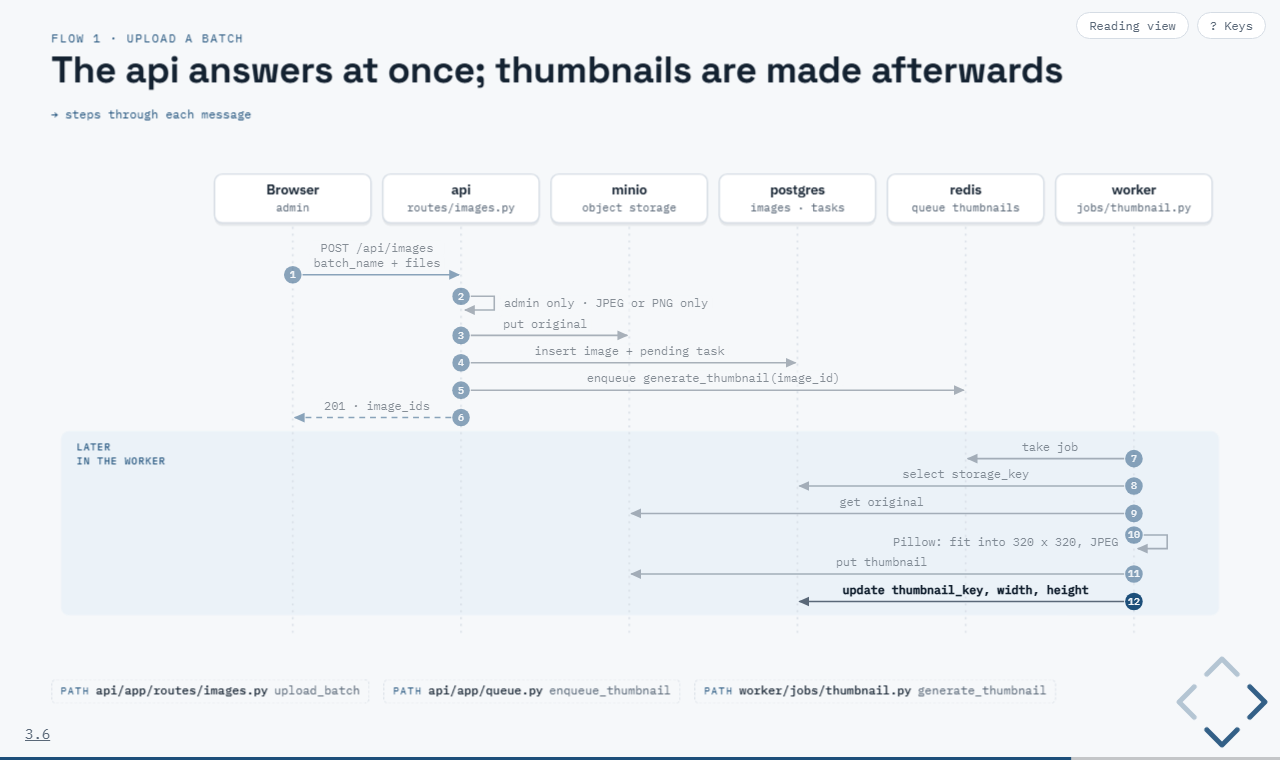 Reading view
? Keys
FLOW 1 · UPLOAD A BATCH
The api answers at once; thumbnails are made afterwards
→ steps through each message
Browser
admin
api
routes/images.py
minio
object storage
postgres
images · tasks
redis
queue thumbnails
worker
jobs/thumbnail.py
POST /api/images
batch_name + files
1
2
admin only · JPEG or PNG only
put original
3
insert image + pending task
4
enqueue generate_thumbnail(image_id)
5
201 · image_ids
6
LATER
IN THE WORKER
take job
7
select storage_key
8
get original
9
10
Pillow: fit into 320 x 320, JPEG
put thumbnail
11
update thumbnail_key, width, height
12
PATH api/app/routes/images.py upload_batch
PATH api/app/queue.py enqueue_thumbnail
PATH worker/jobs/thumbnail.py generate_thumbnail
3.6